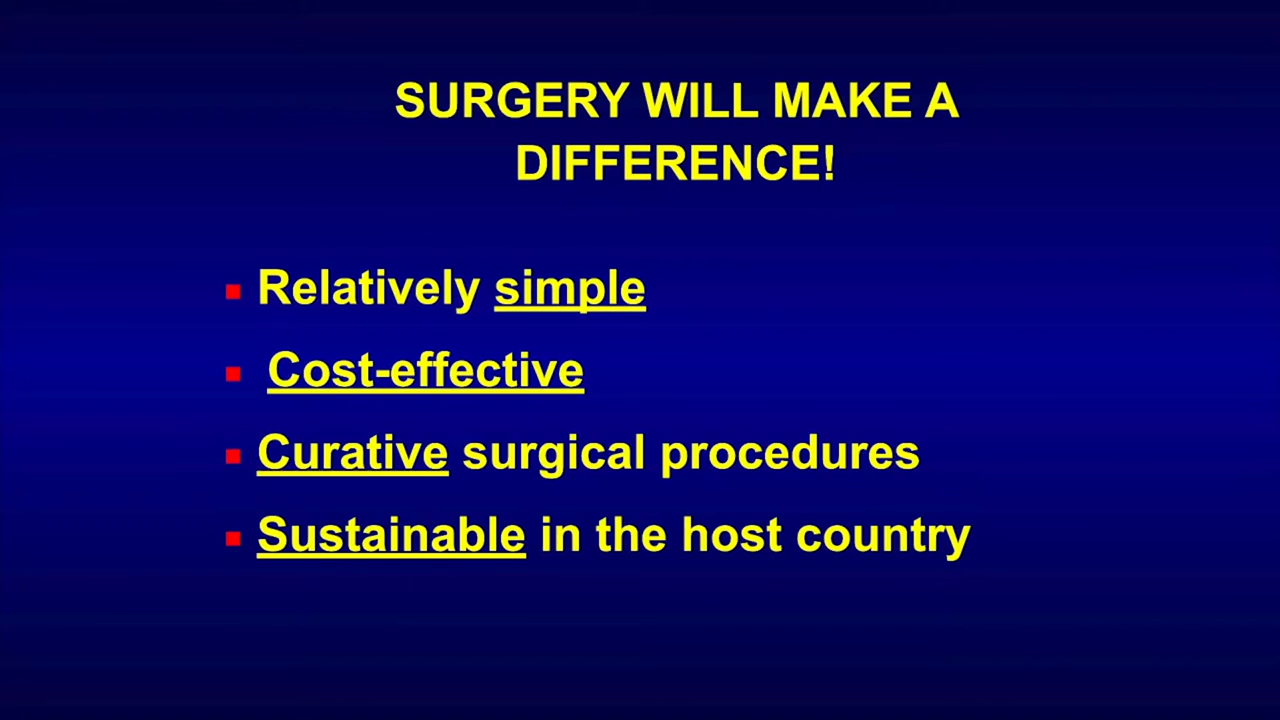 SURGERY WILL MAKE A
DIFFERENCE!
Relatively simple
Cost-effective
Curative surgical procedures
Sustainable in the host country